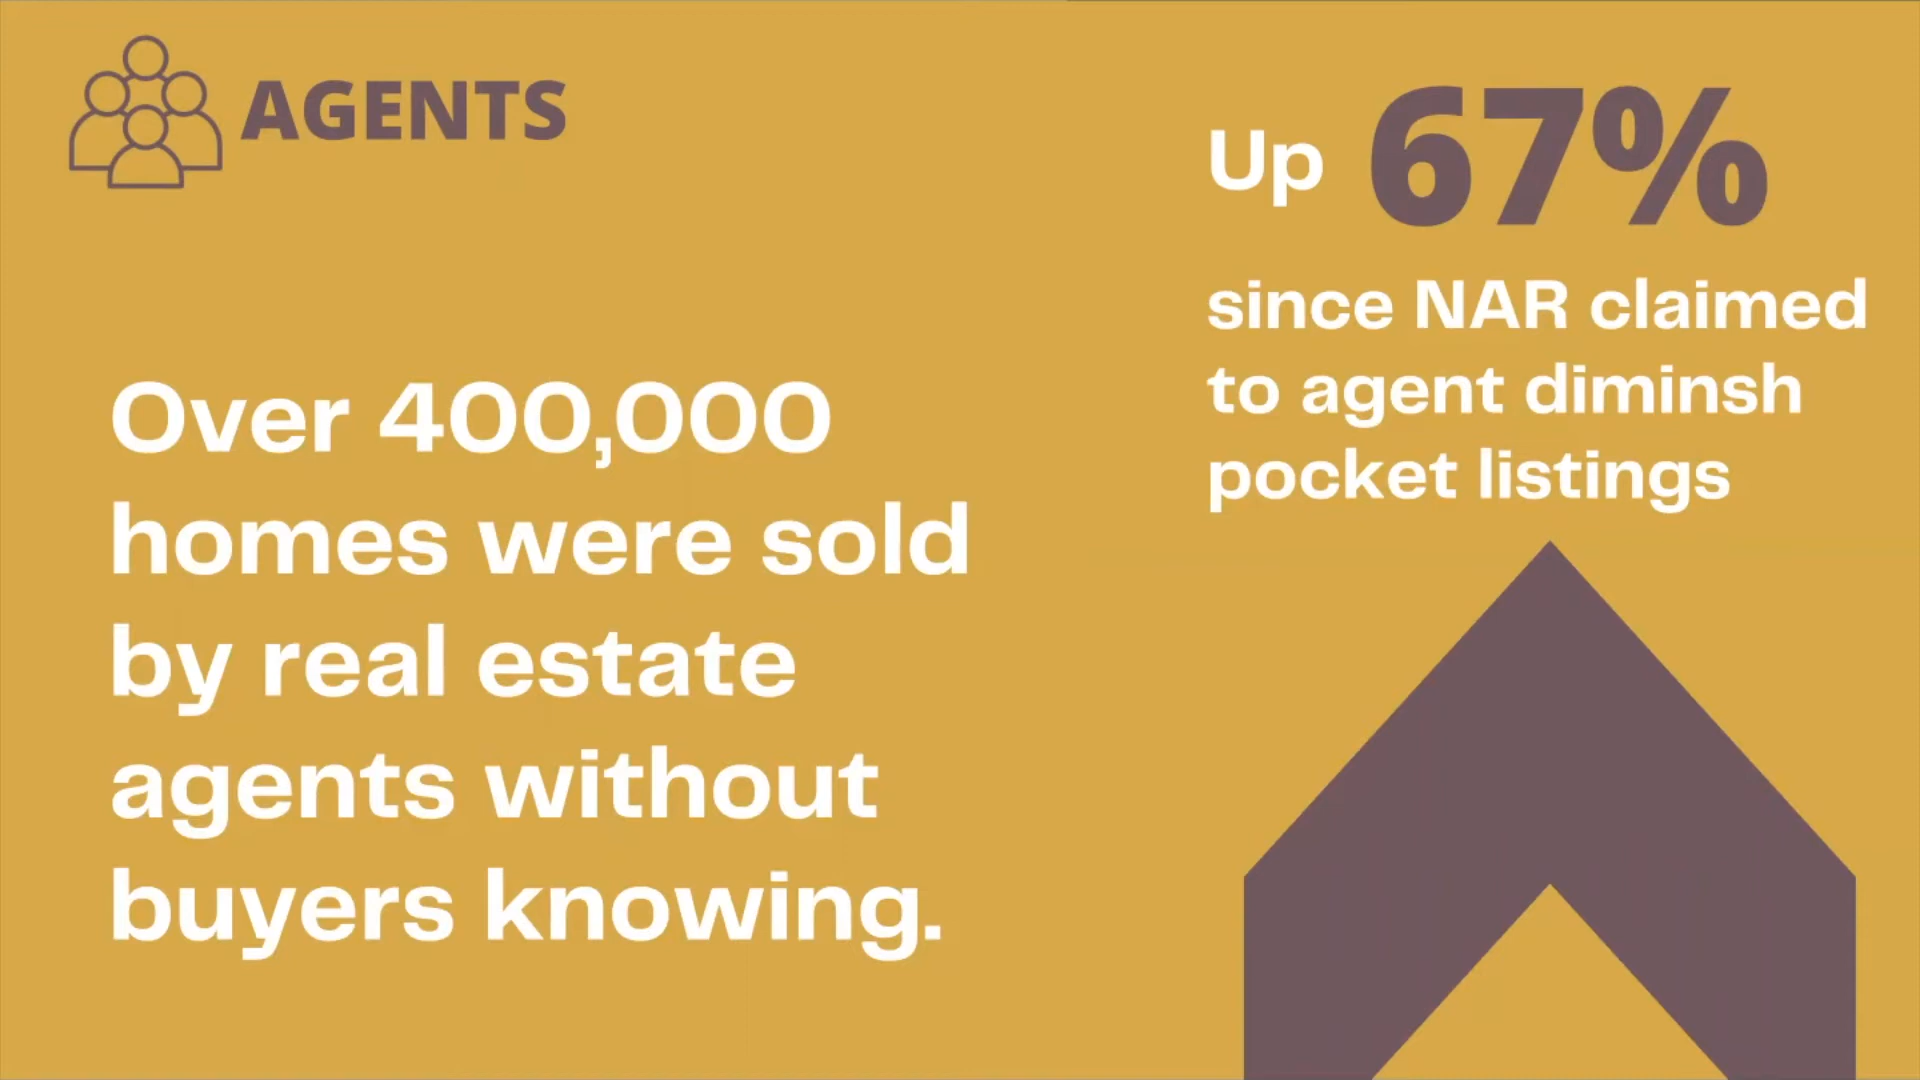 AGENTS
Over 400,000
homes were sold
by real estate
agents without
buyers knowing.
Up 67%
since NAR claimed
to agent diminsh
pocket listings